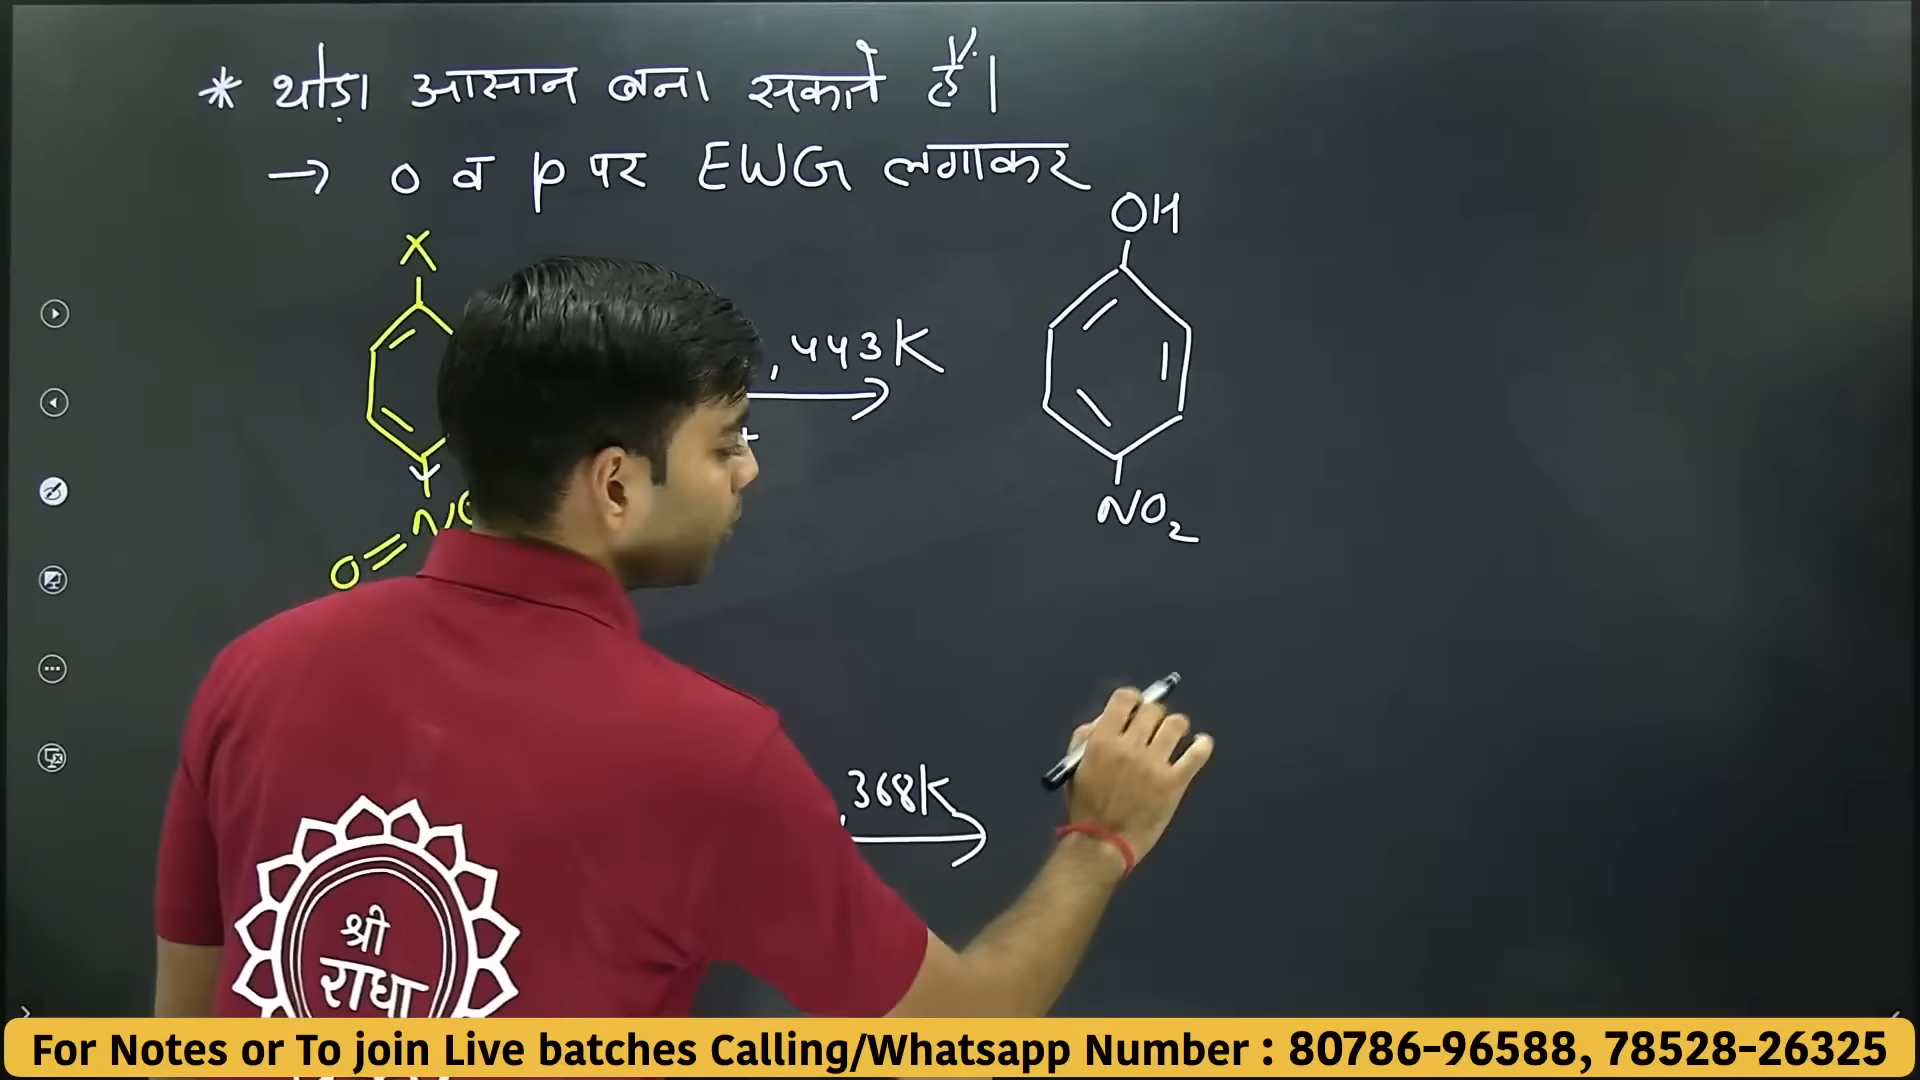 * थोड़ा आसान बना सकते हैं।
→ o व p पर EWG लगाकर
OH
X
, 443K
+
N
NO₂
O
, 368K
श्री
राधा
For Notes or To join Live batches Calling/Whatsapp Number : 80786-96588, 78528-26325